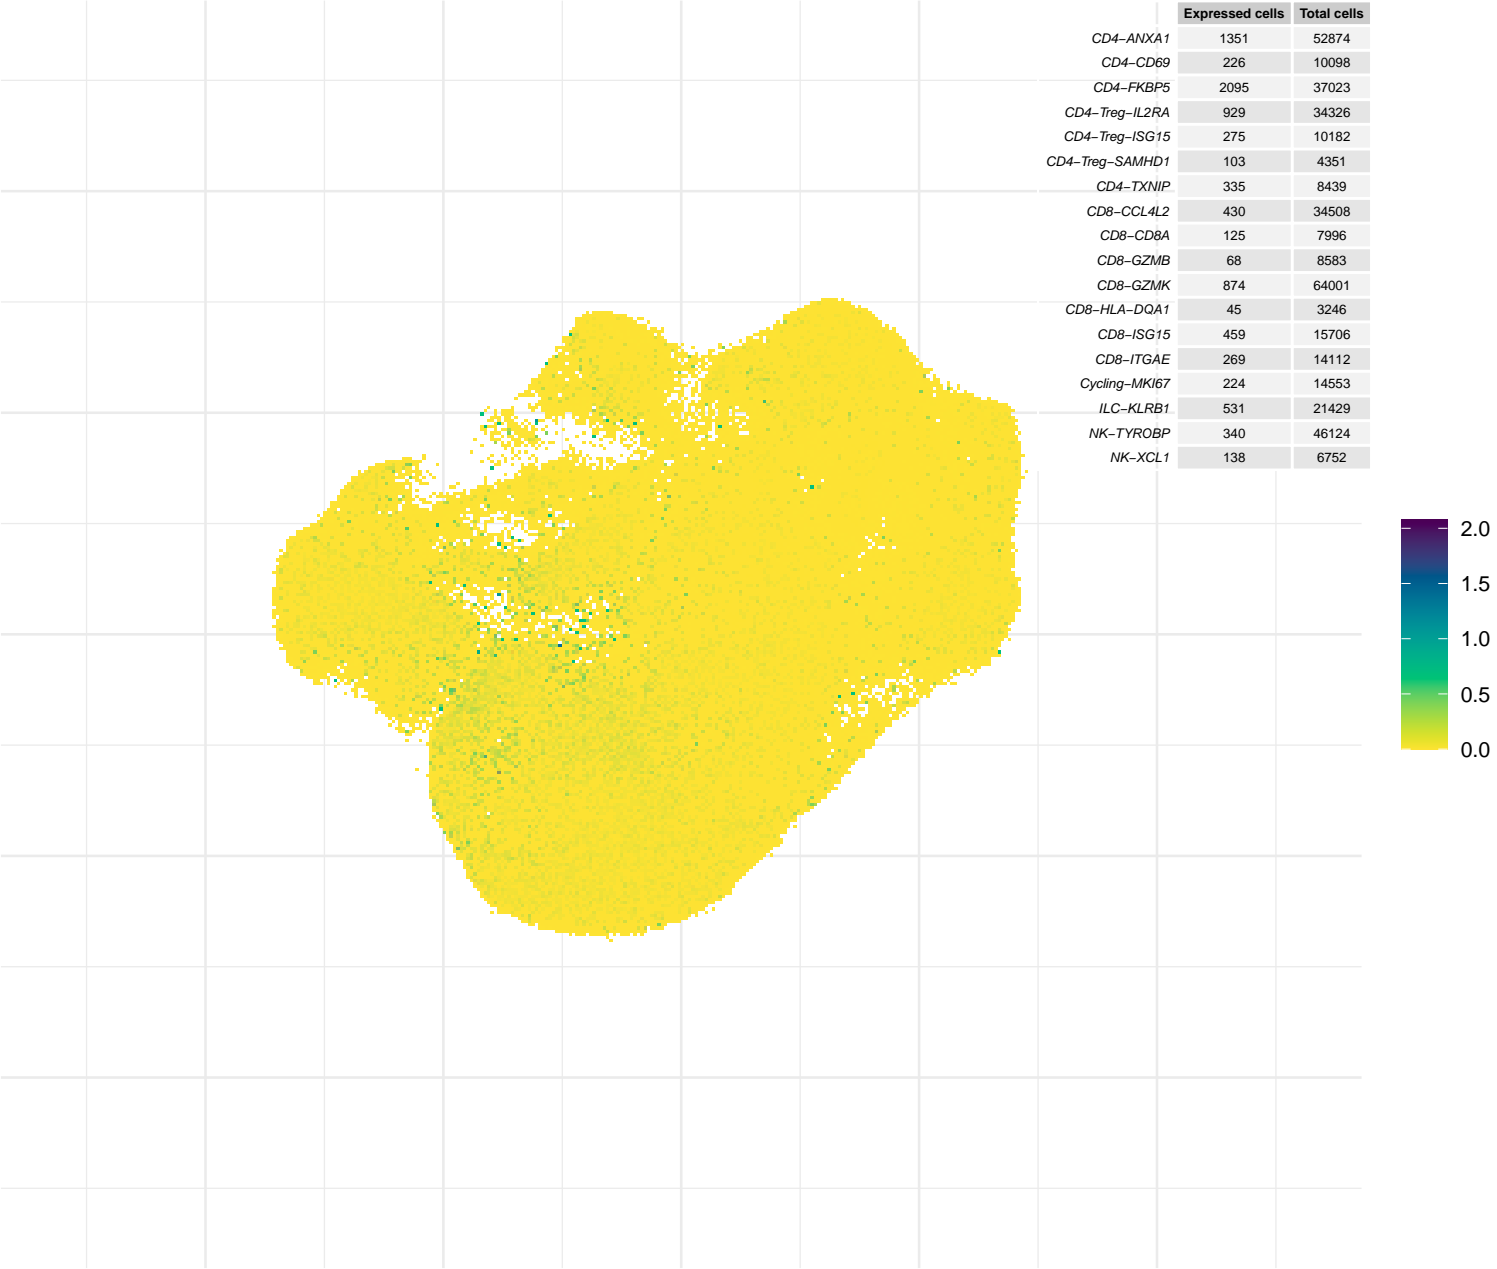 Expressed cells Total cells
CD4−ANXA1 1351 52874
CD4−CD69 226 10098
CD4−FKBP5 2095 37023
CD4−Treg−IL2RA 929 34326
CD4−Treg−ISG15 275 10182
CD4−Treg−SAMHD1 103 4351
CD4−TXNIP 335 8439
CD8−CCL4L2 430 34508
CD8−CD8A 125 7996
CD8−GZMB 68 8583
CD8−GZMK 874 64001
CD8−HLA−DQA1 45 3246
CD8−ISG15 459 15706
CD8−ITGAE 269 14112
Cycling−MKI67 224 14553
ILC−KLRB1 531 21429
NK−TYROBP 340 46124
NK−XCL1 138 6752
2.0
1.5
1.0
0.5
0.0